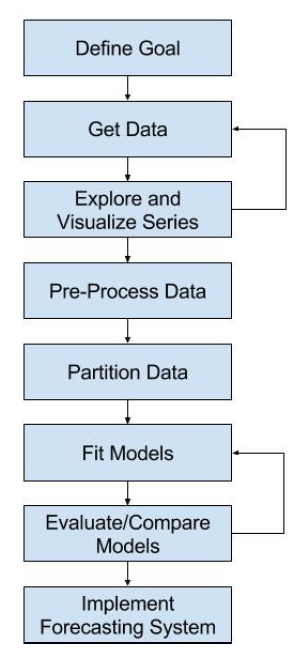 Define Goal
Get Data
Explore and
Visualize Series
Pre-Process Data
Partition Data
Fit Models
Evaluate/Compare
Models
Implement
Forecasting System